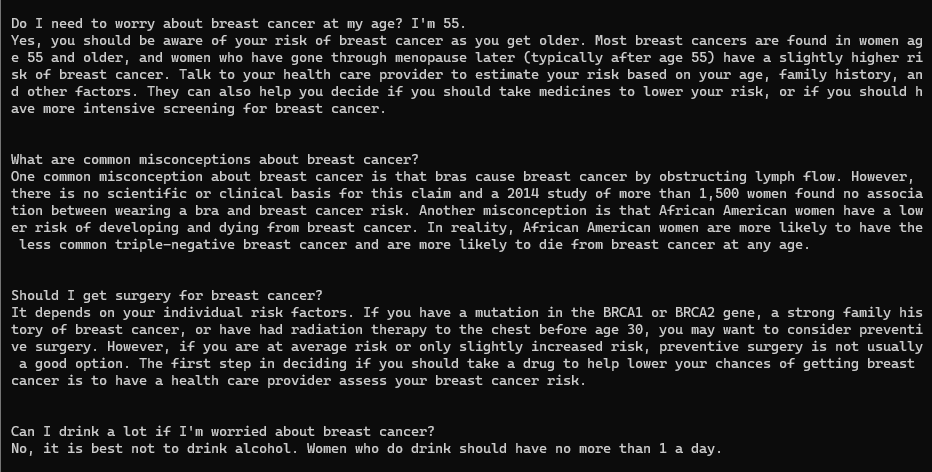 Do I need to worry about breast cancer at my age? I'm 55.
Yes, you should be aware of your risk of breast cancer as you get older. Most breast cancers are found in women ag
e 55 and older, and women who have gone through menopause later (typically after age 55) have a slightly higher ri
sk of breast cancer. Talk to your health care provider to estimate your risk based on your age, family history, an
d other factors. They can also help you decide if you should take medicines to lower your risk, or if you should h
ave more intensive screening for breast cancer.
What are common misconceptions about breast cancer?
One common misconception about breast cancer is that bras cause breast cancer by obstructing lymph flow. However,
there is no scientific or clinical basis for this claim and a 2014 study of more than 1,500 women found no associa
tion between wearing a bra and breast cancer risk. Another misconception is that African American women have a low
er risk of developing and dying from breast cancer. In reality, African American women are more likely to have the
less common triple-negative breast cancer and are more likely to die from breast cancer at any age.
Should I get surgery for breast cancer?
It depends on your individual risk factors. If you have a mutation in the BRCA1 or BRCA2 gene, a strong family his
tory of breast cancer, or have had radiation therapy to the chest before age 30, you may want to consider preventi
ve surgery. However, if you are at average risk or only slightly increased risk, preventive surgery is not usually
a good option. The first step in deciding if you should take a drug to help lower your chances of getting breast
cancer is to have a health care provider assess your breast cancer risk.
Can I drink a lot if I'm worried about breast cancer?
No, it is best not to drink alcohol. Women who do drink should have no more than 1 a day.